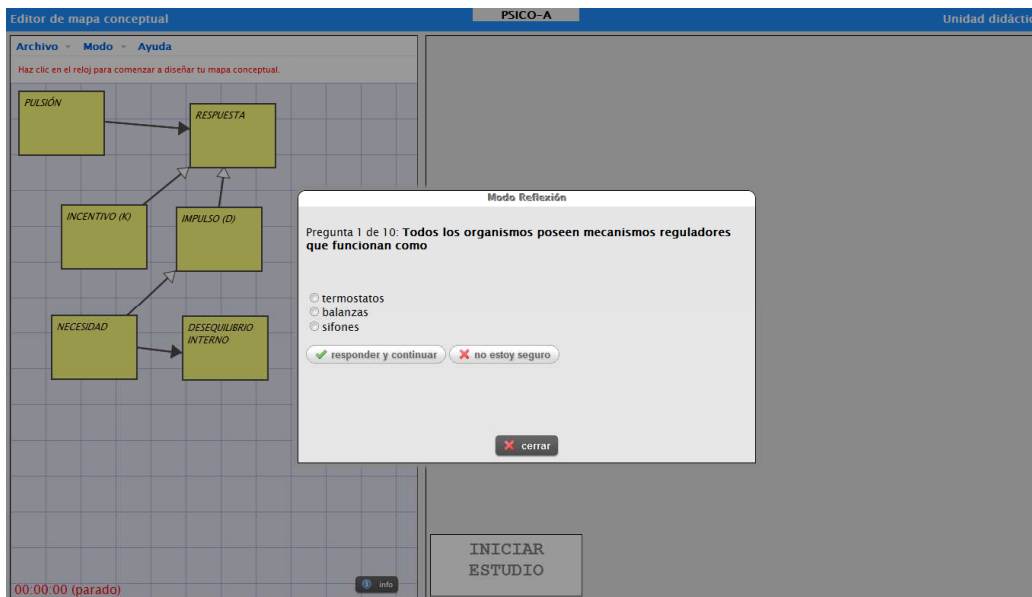 Editor de mapa conceptual
PSICO-A
Unidad didácti
Archivo Modo Ayuda
Haz clic en el reloj para comenzar a diseñar tu mapa conceptual.
PULSIÓN
RESPUESTA
INCENTIVO (K)
IMPULSO (D)
NECESIDAD
DESEQUILIBRIO
INTERNO
Modo Reflexión
Pregunta 1 de 10: Todos los organismos poseen mecanismos reguladores
que funcionan como
termostatos
balanzas
sifones
responder y continuar
no estoy seguro
cerrar
INICIAR
ESTUDIO
00:00:00 (parado)
info